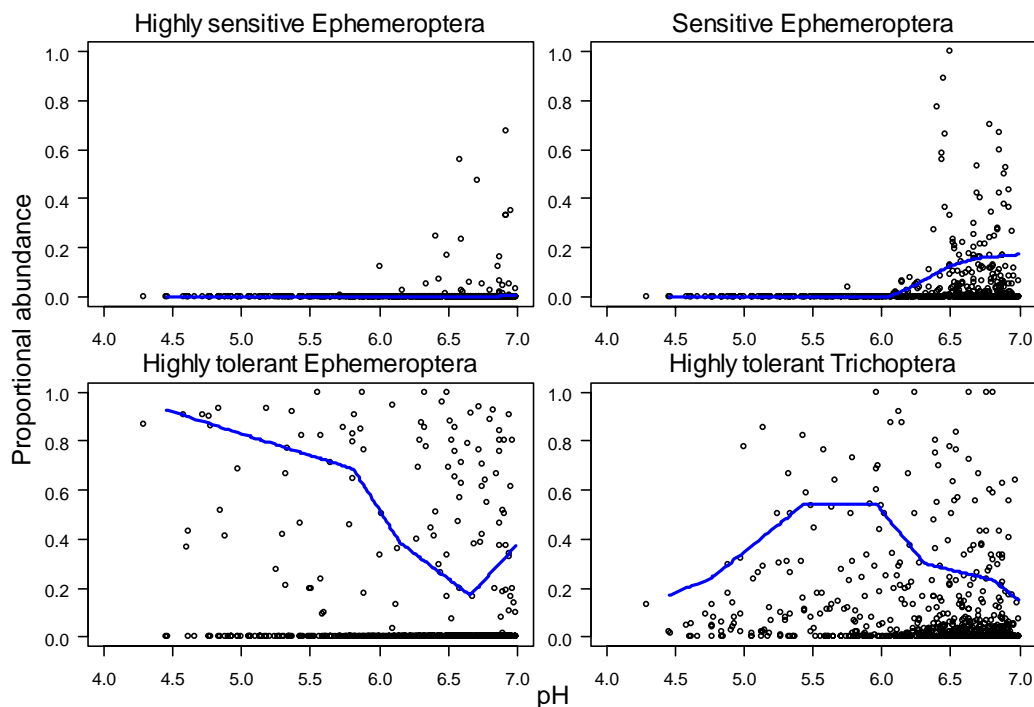 Highly sensitive Ephemeroptera
Sensitive Ephemeroptera
1.0
0.8
0.6
0.4
0.2
0.0
1.0
0.8
0.6
0.4
0.2
0.0
4.0 4.5 5.0 5.5 6.0 6.5 7.0
4.0 4.5 5.0 5.5 6.0 6.5 7.0
Proportional abundance
Highly tolerant Ephemeroptera
Highly tolerant Trichoptera
1.0
0.8
0.6
0.4
0.2
0.0
1.0
0.8
0.6
0.4
0.2
0.0
4.0 4.5 5.0 5.5 6.0 6.5 7.0
4.0 4.5 5.0 5.5 6.0 6.5 7.0
pH